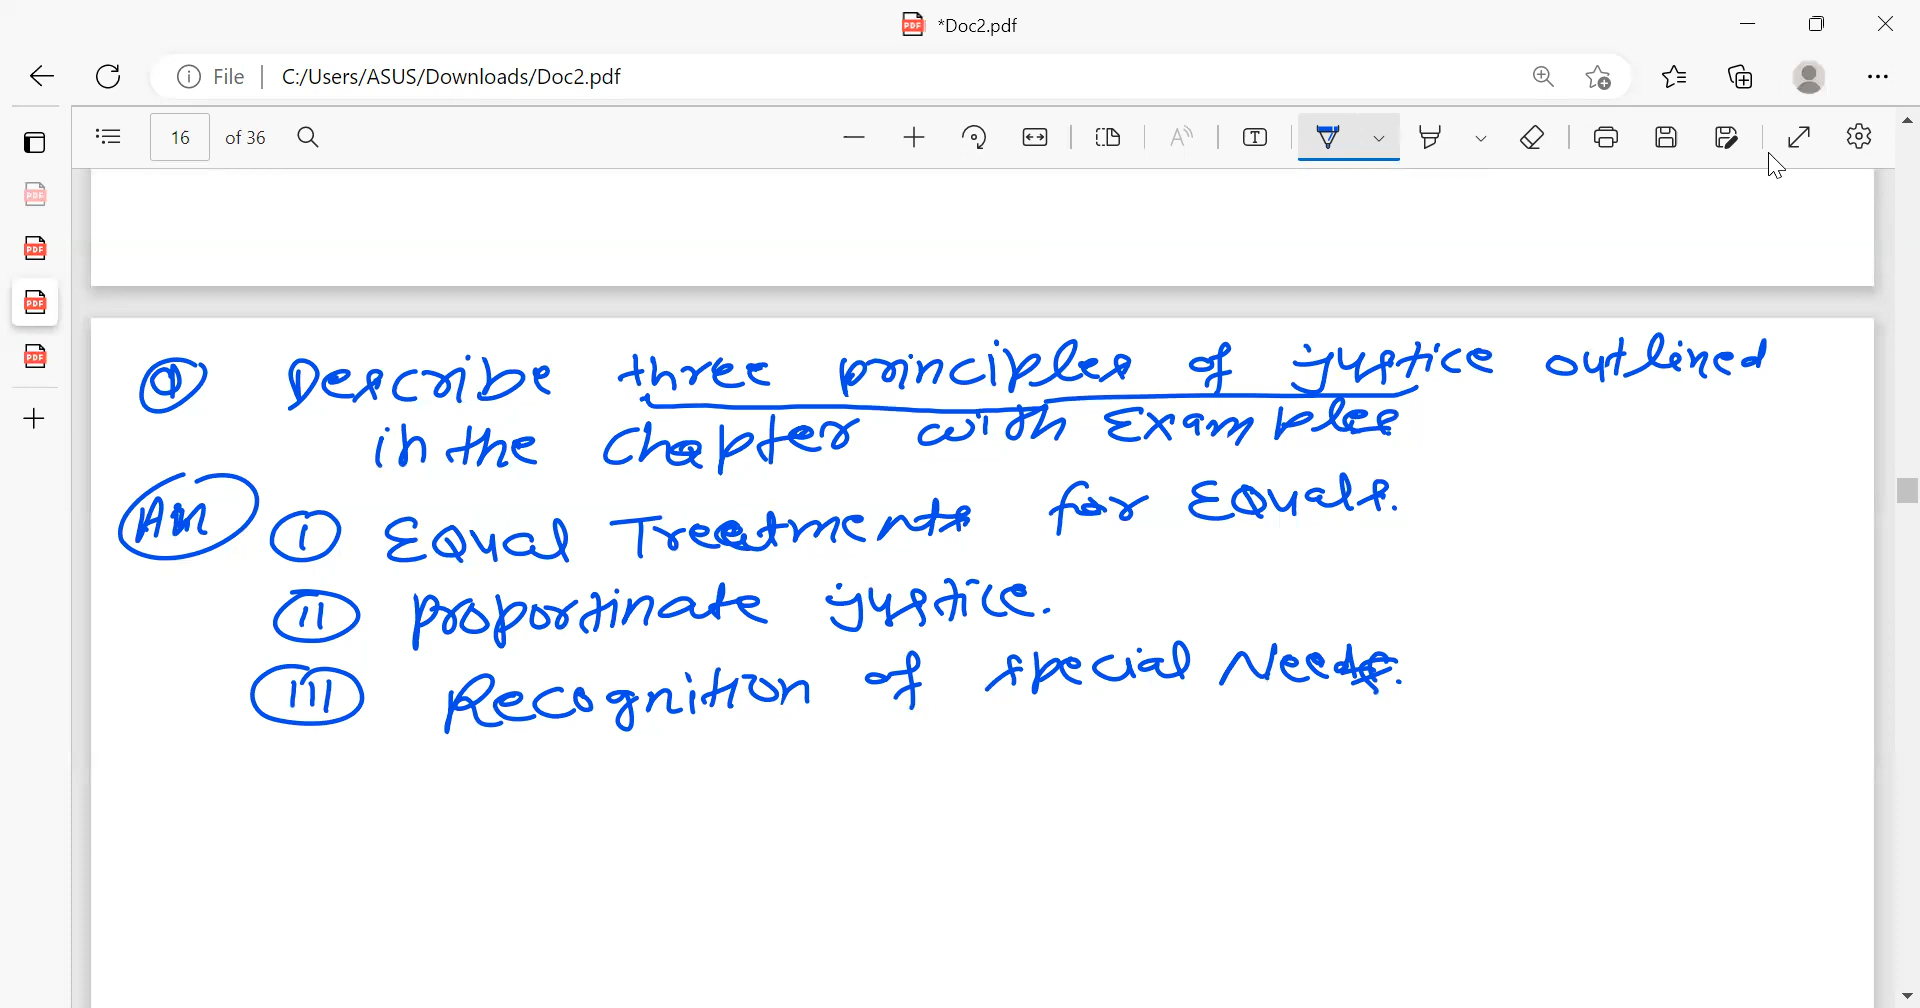 *Doc2.pdf
File | C:/Users/ASUS/Downloads/Doc2.pdf
16 of 36
Q Describe three principles of justice outlined
in the Chapter with Examples
Ans I Equal Treatments for Equals.
II proportinate justice.
III Recognition of special Needs.